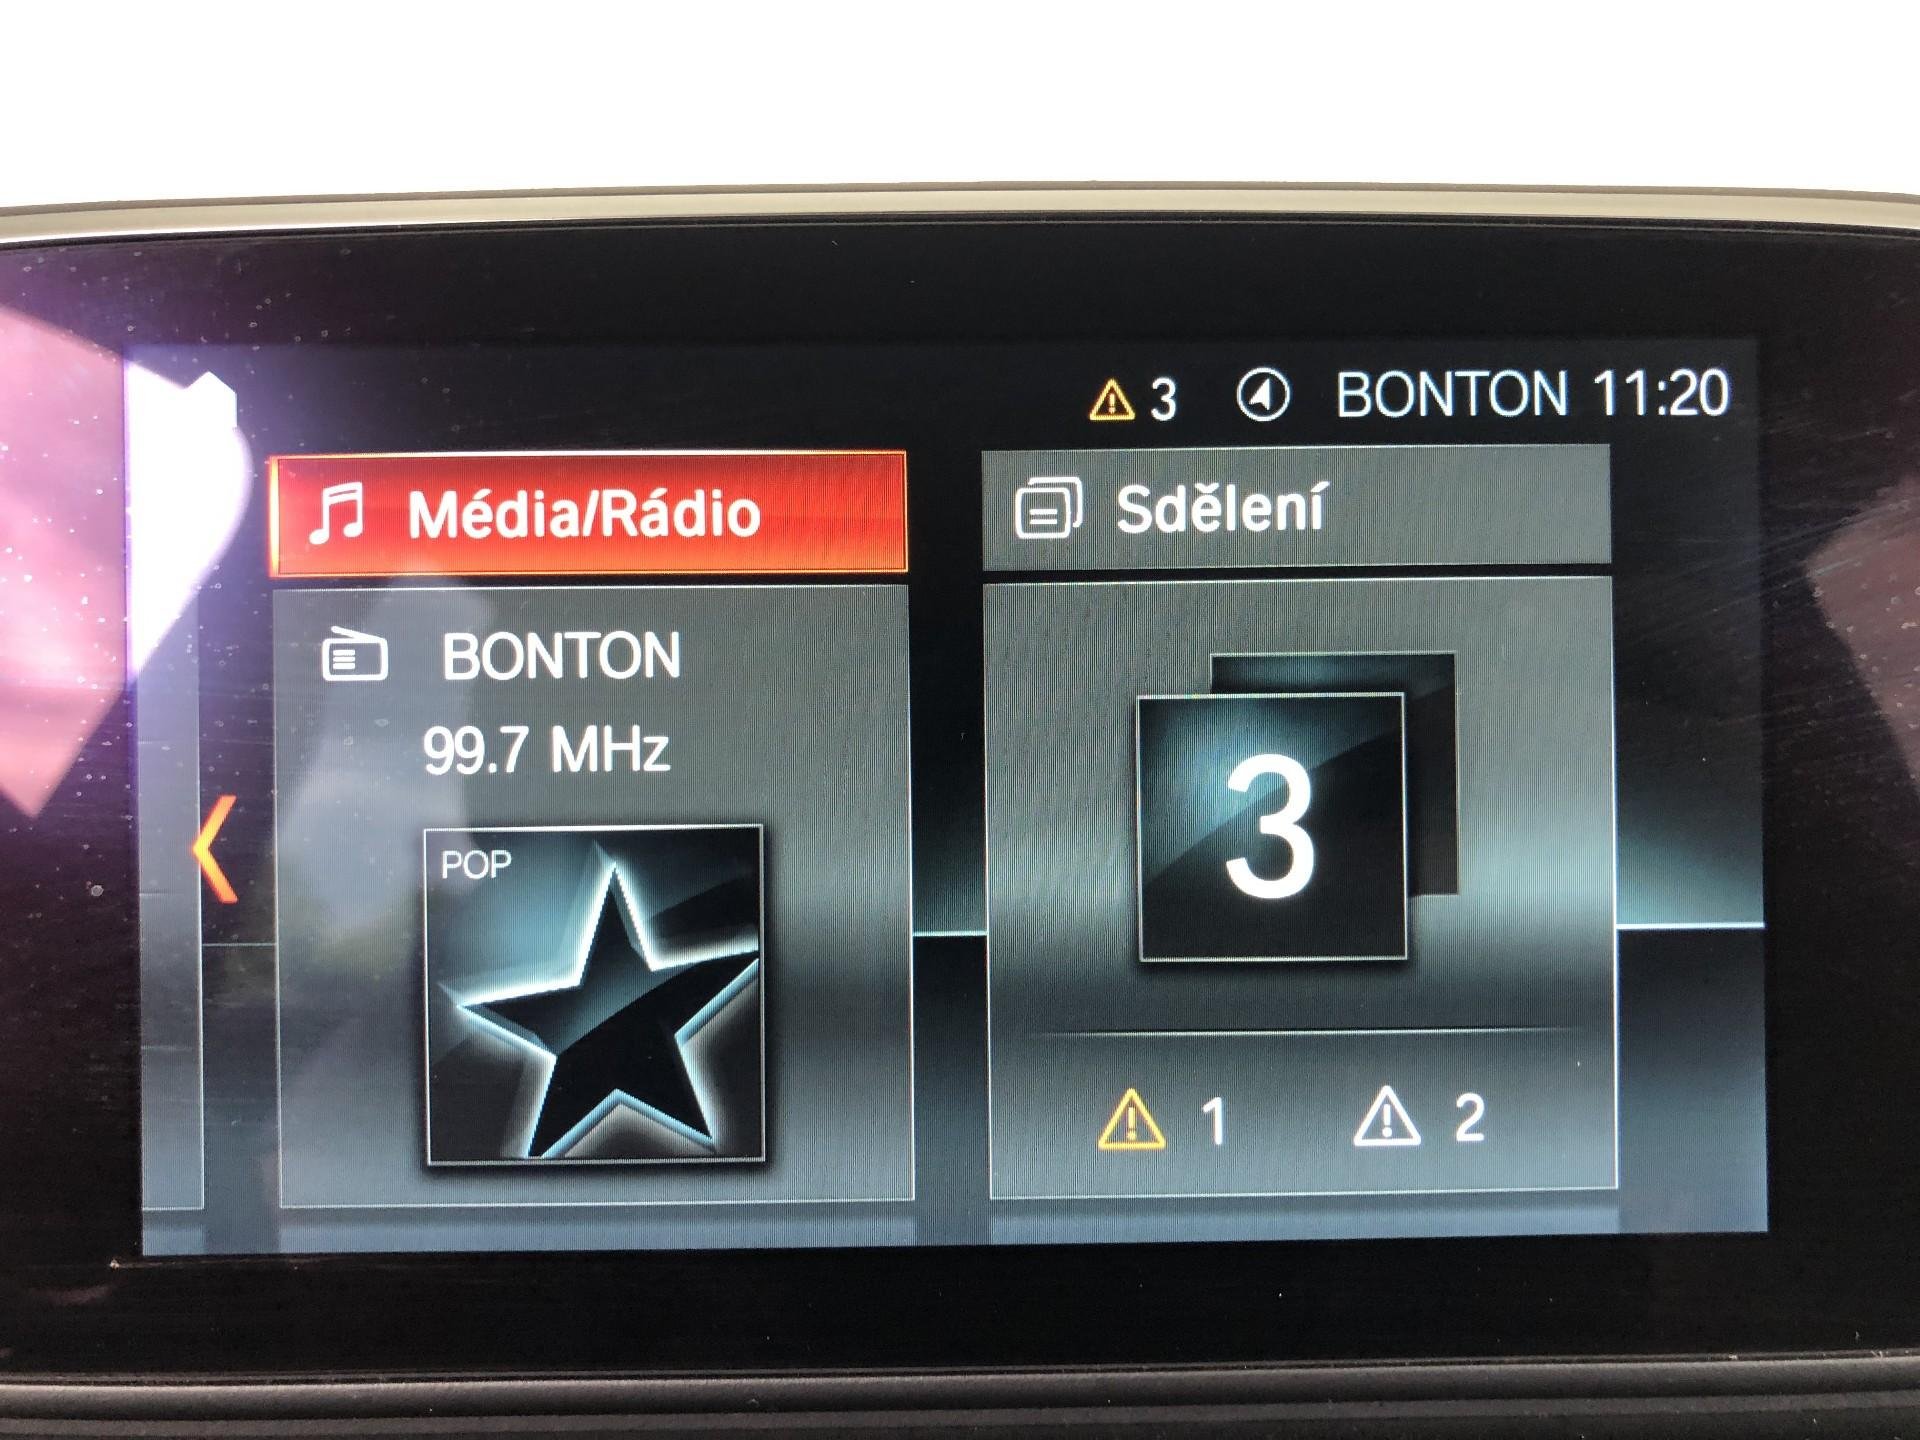 3 BONTON 11:20
Média/Rádio
BONTON
99.7 MHz
POP
Sdělení
3
1 2